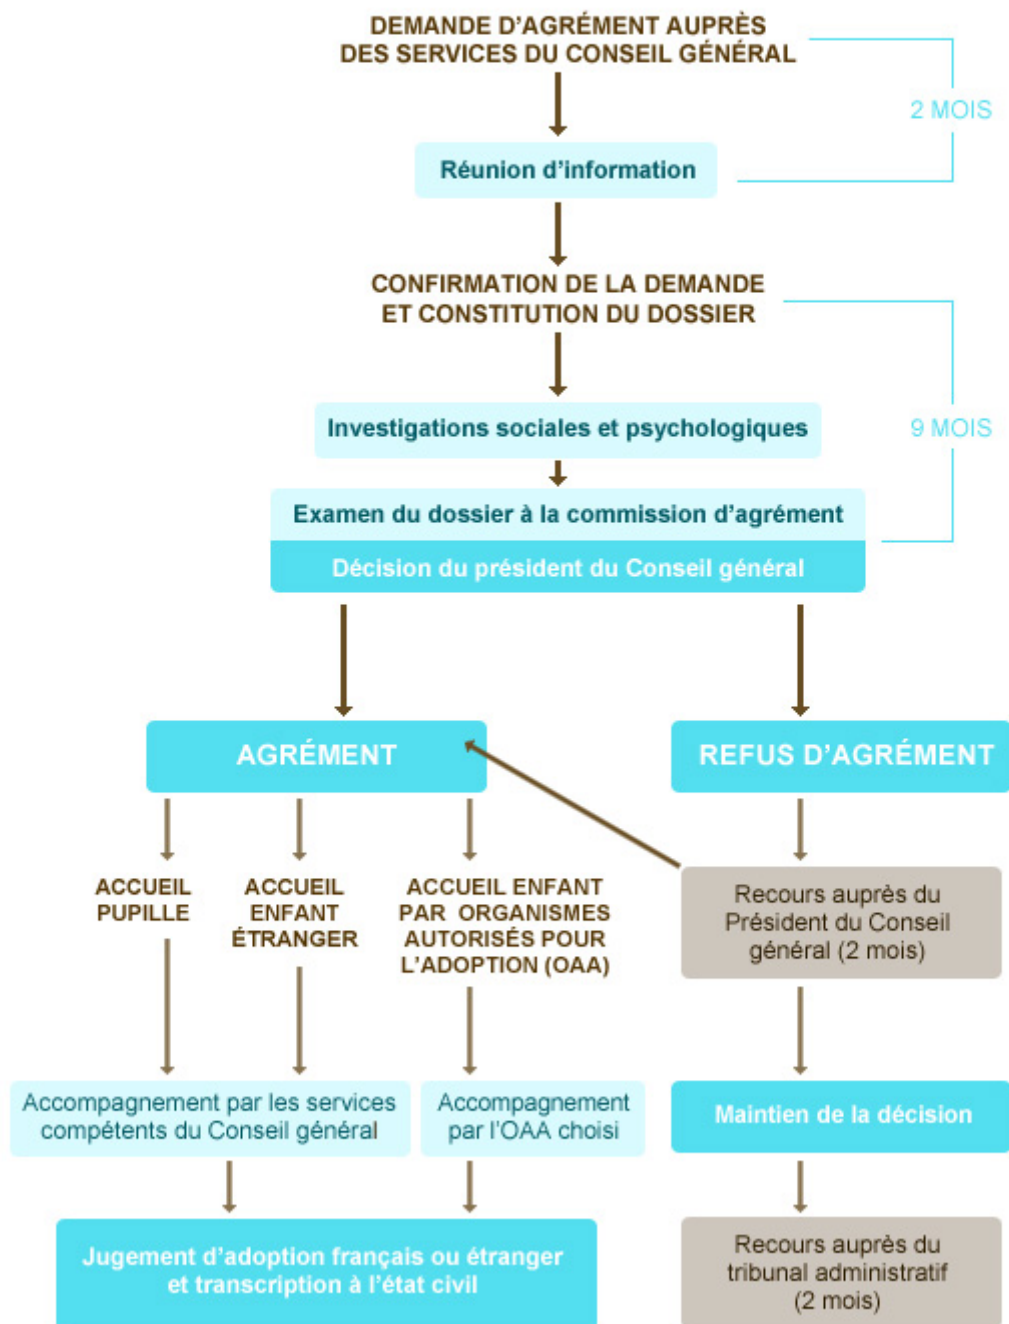 DEMANDE D'AGRÉMENT AUPRÈS
DES SERVICES DU CONSEIL GÉNÉRAL
2 MOIS
Réunion d'information
CONFIRMATION DE LA DEMANDE
ET CONSTITUTION DU DOSSIER
Investigations sociales et psychologiques
9 MOIS
Examen du dossier à la commission d'agrément
Décision du président du Conseil général
AGRÉMENT
REFUS D'AGRÉMENT
ACCUEIL
PUPILLE
ACCUEIL
ENFANT
ÉTRANGER
ACCUEIL ENFANT
PAR ORGANISMES
AUTORISÉS POUR
L'ADOPTION (OAA)
Recours auprès du
Président du Conseil
général (2 mois)
Accompagnement par les services
compétents du Conseil général
Accompagnement
par l'OAA choisi
Maintien de la décision
Jugement d'adoption français ou étranger
et transcription à l'état civil
Recours auprès du
tribunal administratif
(2 mois)